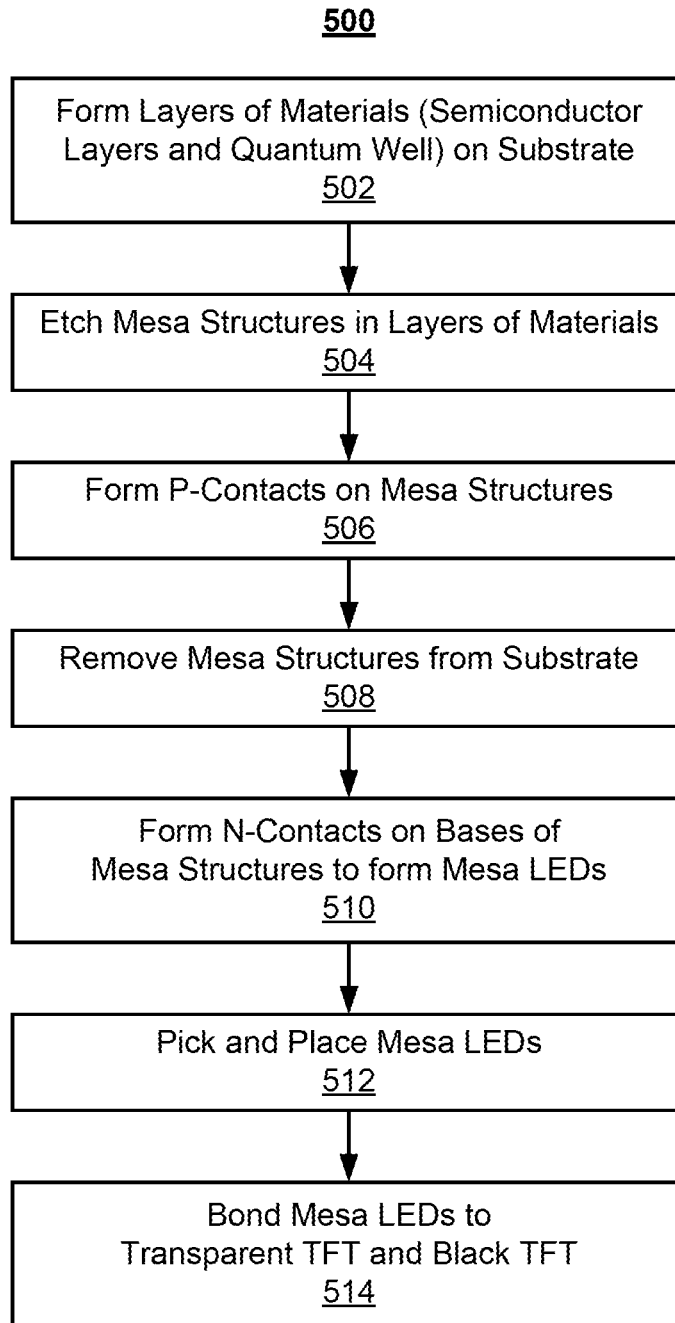 500
Form Layers of Materials (Semiconductor
Layers and Quantum Well) on Substrate
502
Etch Mesa Structures in Layers of Materials
504
Form P-Contacts on Mesa Structures
506
Remove Mesa Structures from Substrate
508
Form N-Contacts on Bases of
Mesa Structures to form Mesa LEDs
510
Pick and Place Mesa LEDs
512
Bond Mesa LEDs to
Transparent TFT and Black TFT
514